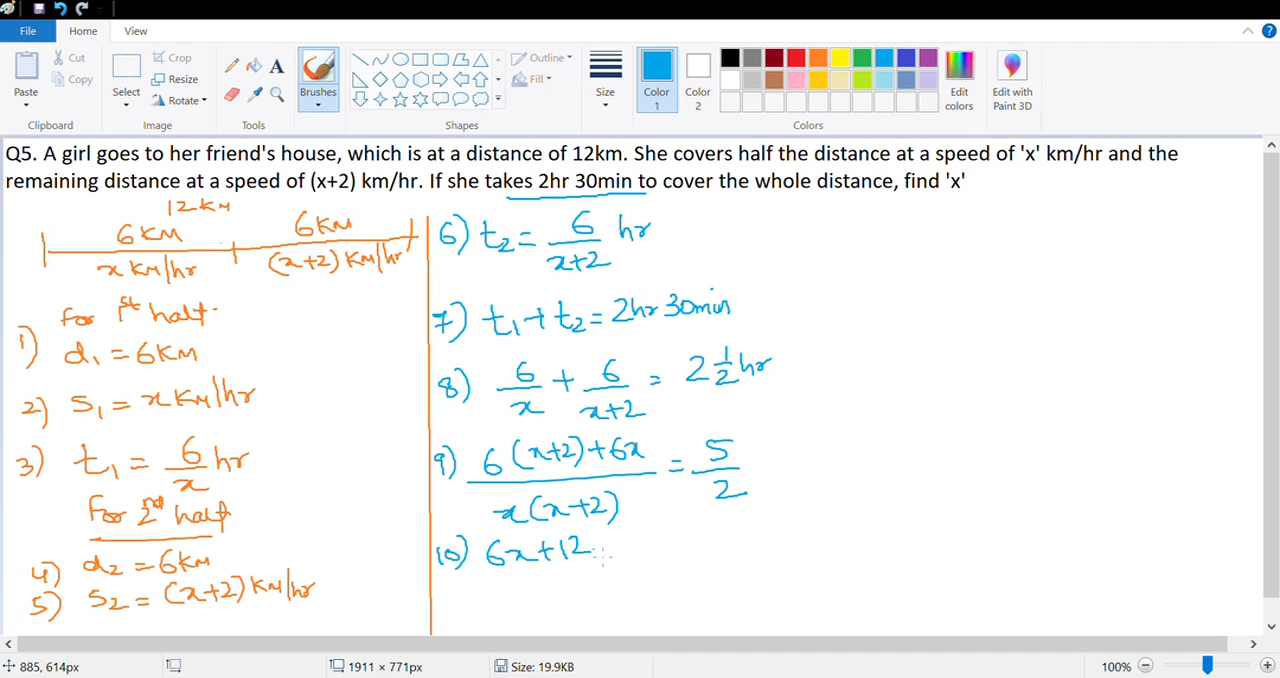 File Home View
Paste
Cut
Copy
Clipboard
Select
Crop
Resize
Rotate
Image
A
Tools
Brushes
Shapes
Outline
Fill
Size
Color 1
Color 2
Colors
Edit colors
Edit with Paint 3D
Q5. A girl goes to her friend's house, which is at a distance of 12km. She covers half the distance at a speed of 'x' km/hr and the
remaining distance at a speed of (x+2) km/hr. If she takes 2hr 30min to cover the whole distance, find 'x'
12KM
6KM 6KM
x KM/hr (x+2) KM/hr
For 1st half.
1) d₁ = 6KM
2) S₁ = x KM/hr
3) t₁ = 6/x hr
For 2nd half
4) d₂ = 6KM
5) S₂ = (x+2) KM/hr
6) t₂ = 6/(x+2) hr
7) t₁ + t₂ = 2hr 30min
8) 6/x + 6/(x+2) = 2 1/2 hr
9) (6(x+2)+6x)/(x(x+2)) = 5/2
10) 6x+12
885, 614px 1911 × 771px Size: 19.9KB 100%